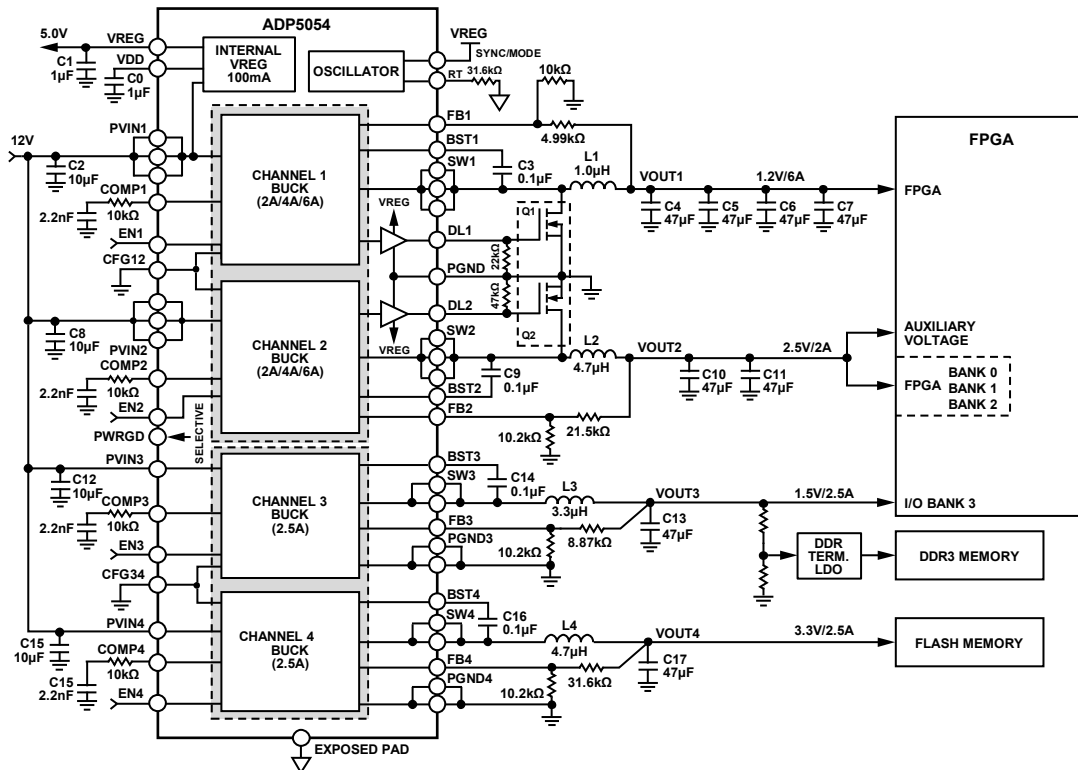 ADP5054
5.0V
VREG
C1
1µF
VDD
C0
1µF
INTERNAL
VREG
100mA
OSCILLATOR
VREG
SYNC/MODE
RT
31.6kΩ
10kΩ
FB1
4.99kΩ
BST1
12V
PVIN1
C2
10µF
COMP1
2.2nF
10kΩ
EN1
CFG12
CHANNEL 1
BUCK
(2A/4A/6A)
SW1
C3
0.1µF
L1
1.0µH
VOUT1
1.2V/6A
C4
47µF
C5
47µF
C6
47µF
C7
47µF
VREG
DL1
Q1
22kΩ
PGND
47kΩ
DL2
Q2
VREG
C8
10µF
PVIN2
COMP2
2.2nF
10kΩ
EN2
PWRGD
SELECTIVE
CHANNEL 2
BUCK
(2A/4A/6A)
SW2
C9
0.1µF
BST2
L2
4.7µH
VOUT2
2.5V/2A
C10
47µF
C11
47µF
FB2
10.2kΩ
21.5kΩ
PVIN3
C12
10µF
COMP3
2.2nF
10kΩ
EN3
CFG34
CHANNEL 3
BUCK
(2.5A)
BST3
SW3
C14
0.1µF
L3
3.3µH
VOUT3
1.5V/2.5A
FB3
8.87kΩ
C13
47µF
PGND3
10.2kΩ
PVIN4
C15
10µF
COMP4
C15
2.2nF
10kΩ
EN4
CHANNEL 4
BUCK
(2.5A)
BST4
SW4
C16
0.1µF
L4
4.7µH
VOUT4
3.3V/2.5A
FB4
31.6kΩ
C17
47µF
PGND4
10.2kΩ
EXPOSED PAD
FPGA
FPGA
AUXILIARY
VOLTAGE
FPGA
BANK 0
BANK 1
BANK 2
I/O BANK 3
DDR
TERM.
LDO
DDR3 MEMORY
FLASH MEMORY